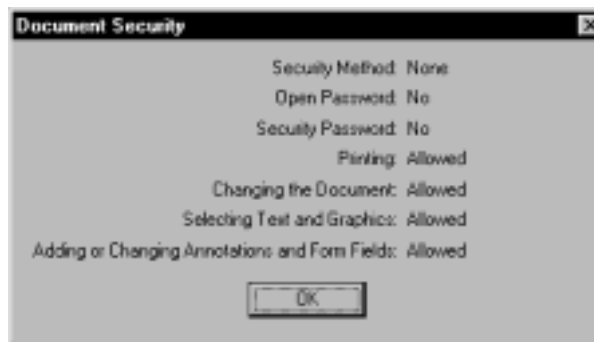 Document Security
Security Method: None
Open Password: No
Security Password: No
Printing: Allowed
Changing the Document: Allowed
Selecting Text and Graphics: Allowed
Adding or Changing Annotations and Form Fields: Allowed
OK